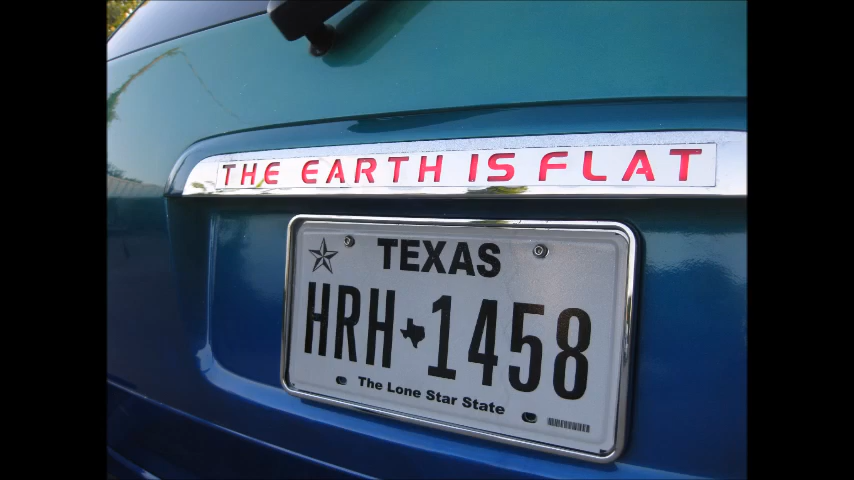 THE EARTH IS FLAT
TEXAS
HRH 1458
The Lone Star State